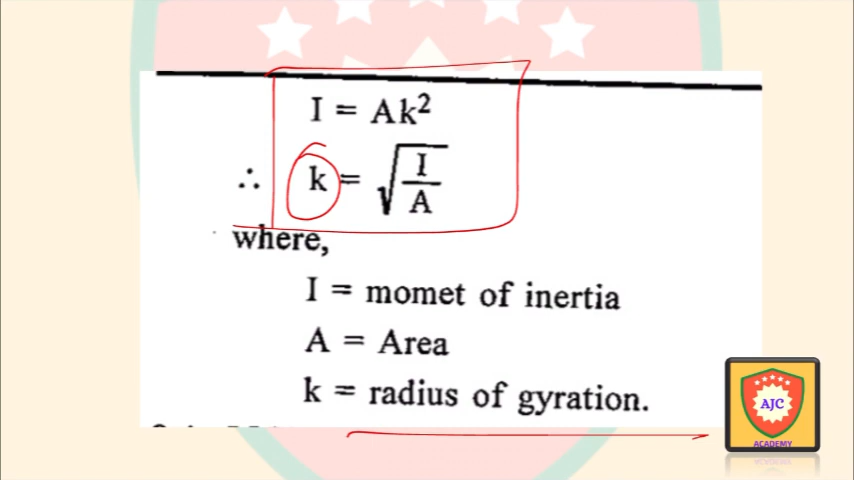 I = Ak²
∴ k = √(I/A)
where,
I = momet of inertia
A = Area
k = radius of gyration.
AJC
ACADEMY